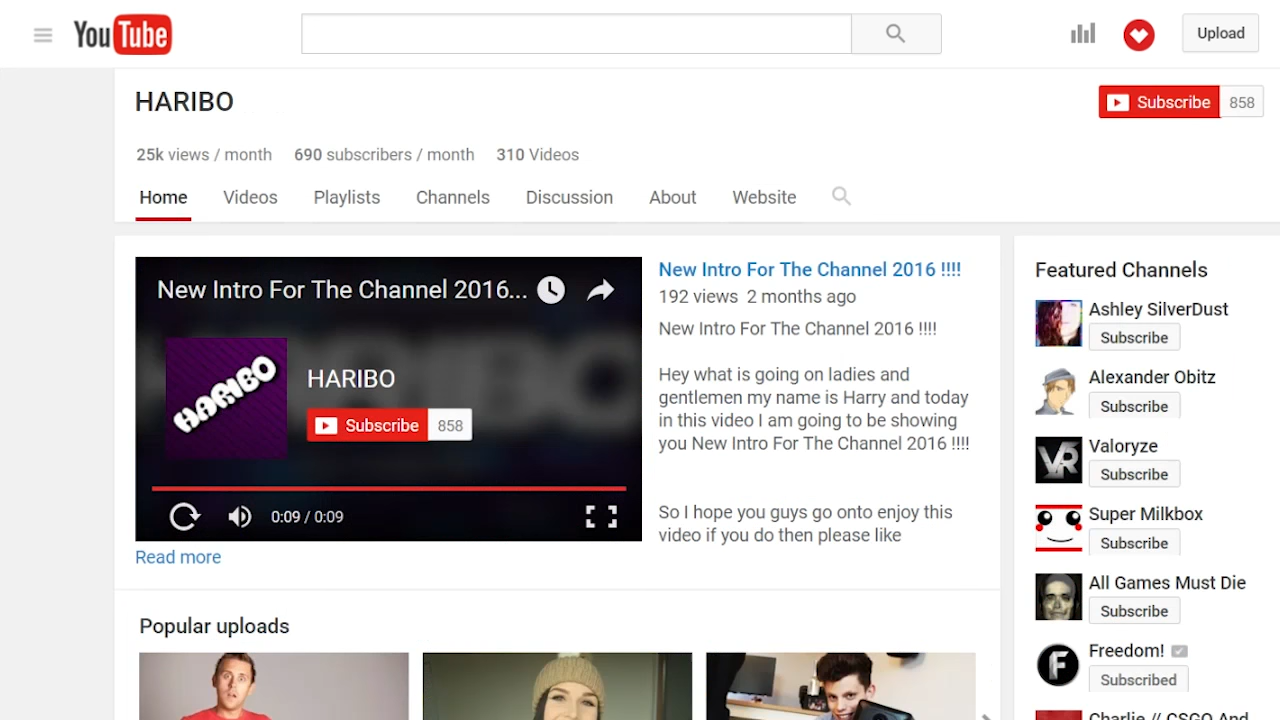 YouTube
Upload
HARIBO
Subscribe 858
25k views / month 690 subscribers / month 310 Videos
Home Videos Playlists Channels Discussion About Website
New Intro For The Channel 2016...
HARIBO
HARIBO
Subscribe 858
0:09 / 0:09
Read more
New Intro For The Channel 2016 !!!!
192 views 2 months ago
New Intro For The Channel 2016 !!!!
Hey what is going on ladies and
gentlemen my name is Harry and today
in this video I am going to be showing
you New Intro For The Channel 2016 !!!!
So I hope you guys go onto enjoy this
video if you do then please like
Popular uploads
Featured Channels
Ashley SilverDust
Subscribe
Alexander Obitz
Subscribe
VR
Valoryze
Subscribe
Super Milkbox
Subscribe
All Games Must Die
Subscribe
F
Freedom!
Subscribed
Charlie // CSGO And